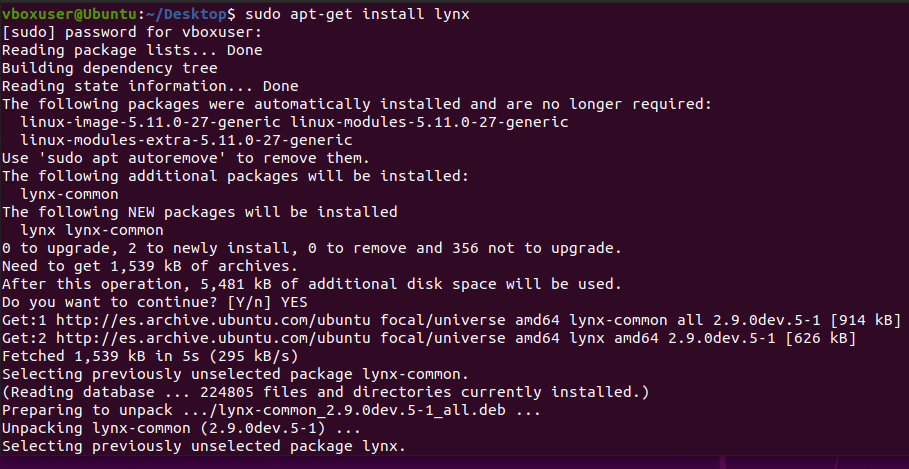 vboxuser@Ubuntu:~/Desktop$ sudo apt-get install lynx
[sudo] password for vboxuser:
Reading package lists... Done
Building dependency tree
Reading state information... Done
The following packages were automatically installed and are no longer required:
  linux-image-5.11.0-27-generic linux-modules-5.11.0-27-generic
  linux-modules-extra-5.11.0-27-generic
Use 'sudo apt autoremove' to remove them.
The following additional packages will be installed:
  lynx-common
The following NEW packages will be installed
  lynx lynx-common
0 to upgrade, 2 to newly install, 0 to remove and 356 not to upgrade.
Need to get 1,539 kB of archives.
After this operation, 5,481 kB of additional disk space will be used.
Do you want to continue? [Y/n] YES
Get:1 http://es.archive.ubuntu.com/ubuntu focal/universe amd64 lynx-common all 2.9.0dev.5-1 [914 kB]
Get:2 http://es.archive.ubuntu.com/ubuntu focal/universe amd64 lynx amd64 2.9.0dev.5-1 [626 kB]
Fetched 1,539 kB in 5s (295 kB/s)
Selecting previously unselected package lynx-common.
(Reading database ... 224805 files and directories currently installed.)
Preparing to unpack .../lynx-common_2.9.0dev.5-1_all.deb ...
Unpacking lynx-common (2.9.0dev.5-1) ...
Selecting previously unselected package lynx.